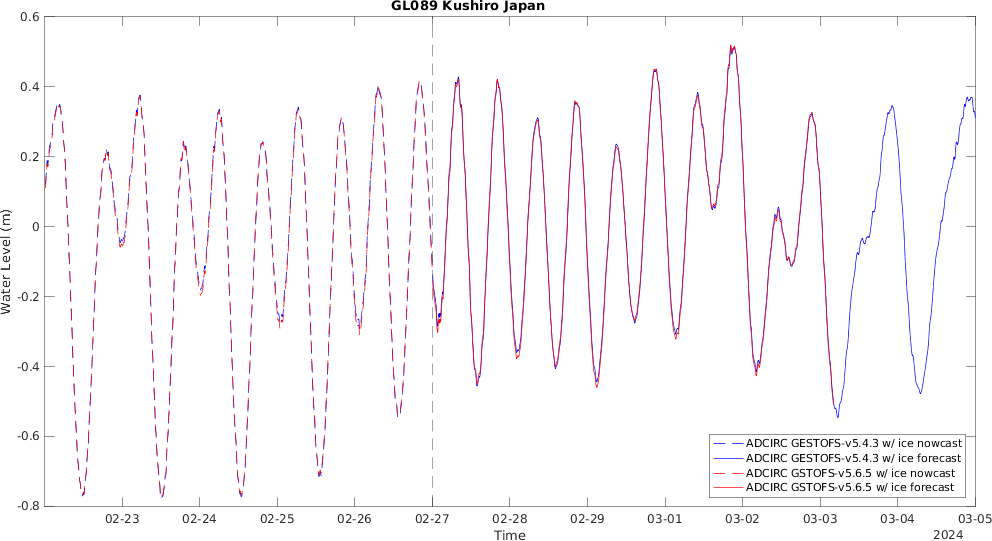 GL089 Kushiro Japan
0.6
0.4
0.2
0
-0.2
-0.4
-0.6
-0.8
Water Level (m)
ADCIRC GESTOFS-v5.4.3 w/ ice nowcast
ADCIRC GESTOFS-v5.4.3 w/ ice forecast
ADCIRC GSTOFS-v5.6.5 w/ ice nowcast
ADCIRC GSTOFS-v5.6.5 w/ ice forecast
02-23 02-24 02-25 02-26 02-27 02-28 02-29 03-01 03-02 03-03 03-04 03-05
Time
2024